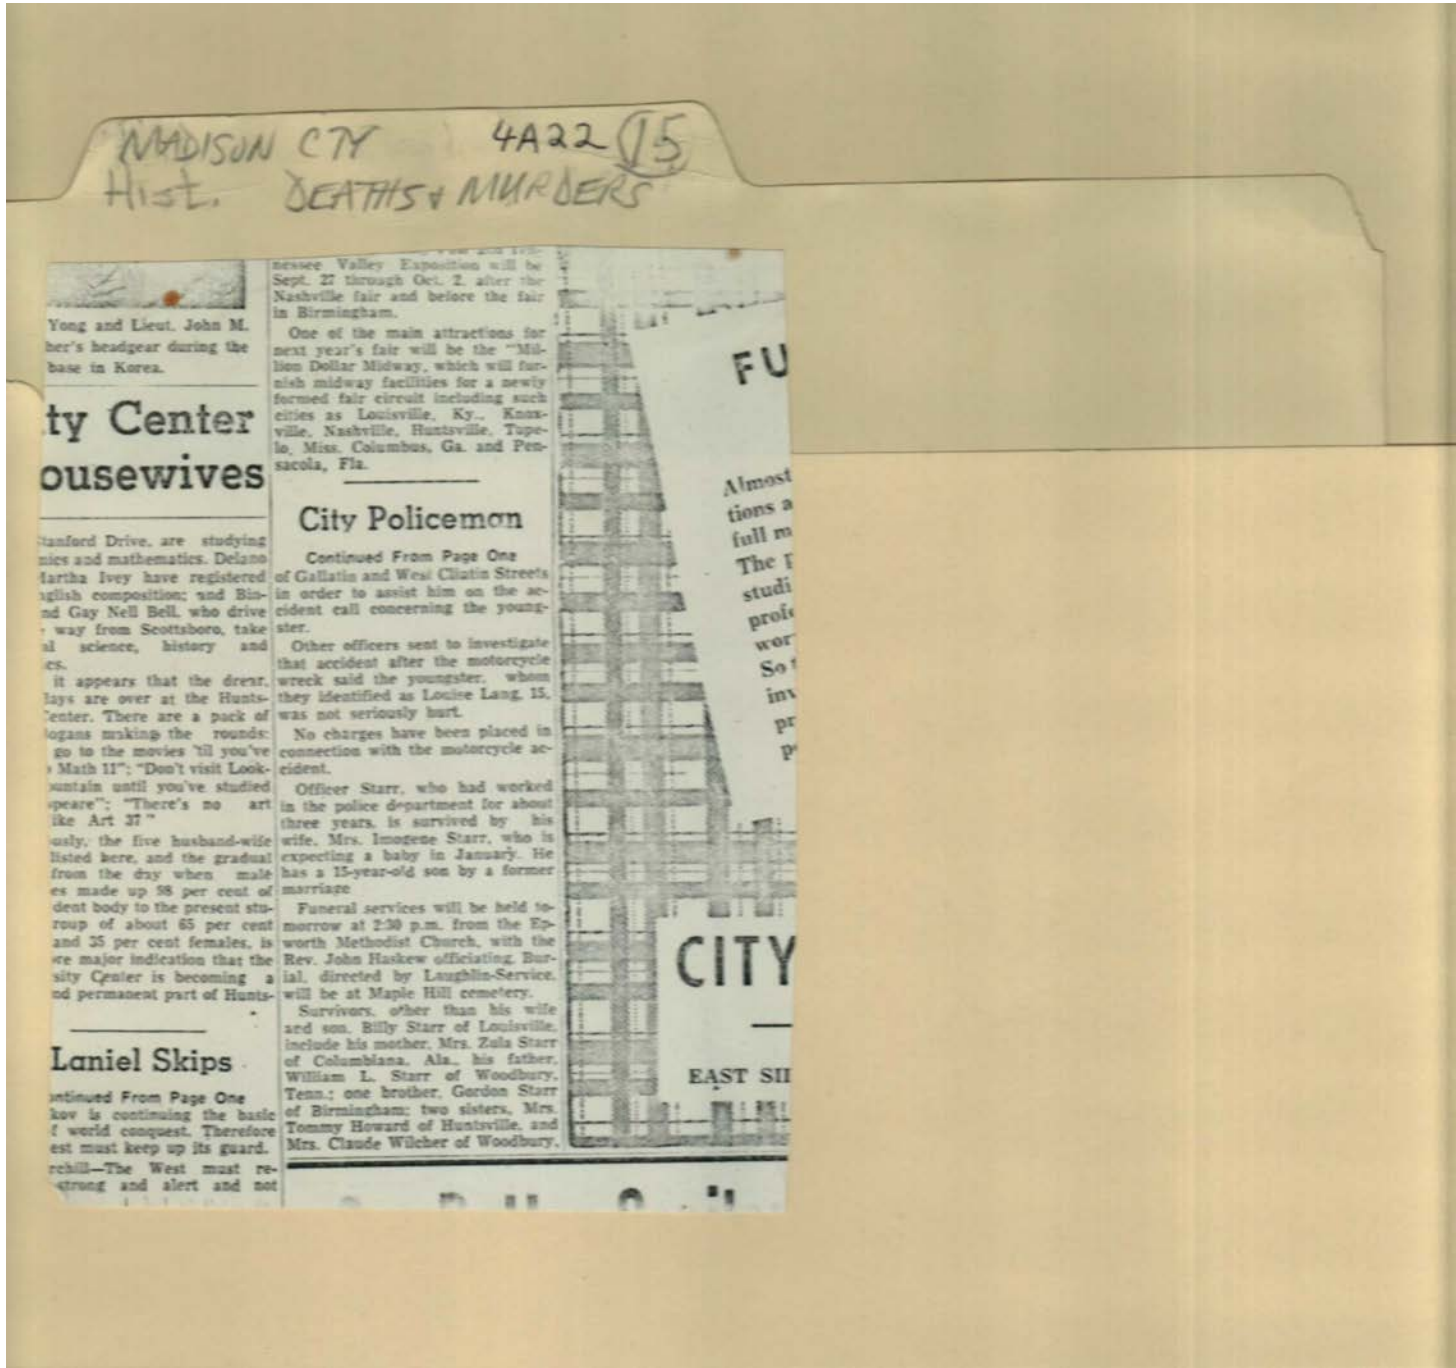 MADISON CTY 4A22 15
Hist. DEATHS & MURDERS
Yong and Lieut. John M.
her's headgear during the
base in Korea.
ty Center
ousewives
Stanford Drive, are studying
mics and mathematics. Delano
Martha Ivey have registered
nglish composition; and Bin-
nd Gay Nell Bell, who drive
way from Scottsboro, take
al science, history and
ics.
it appears that the drear,
days are over at the Hunts-
Center. There are a pack of
logans making the rounds:
go to the movies 'til you've
Math 11"; "Don't visit Look-
ountain until you've studied
speare"; "There's no art
ike Art 37"
ously, the five husband-wife
listed here, and the gradual
from the day when male
es made up 98 per cent of
dent body to the present stu-
roup of about 65 per cent
and 35 per cent females, is
ore major indication that the
sity Center is becoming a
nd permanent part of Hunts-
Laniel Skips
ontinued From Page One
kov is continuing the basic
f world conquest. Therefore
est must keep up its guard.
rchill—The West must re-
strong and alert and not
nessee Valley Exposition will be
Sept. 27 through Oct. 2, after the
Nashville fair and before the fair
in Birmingham.
One of the main attractions for
next year's fair will be the "Mil-
lion Dollar Midway, which will fur-
nish midway facilities for a newly
formed fair circuit including such
cities as Louisville, Ky., Knox-
ville, Nashville, Huntsville, Tupe-
lo, Miss. Columbus, Ga. and Pen-
sacola, Fla.
City Policeman
Continued From Page One
of Gallatin and West Clintin Streets
in order to assist him on the ac-
cident call concerning the young-
ster.
Other officers sent to investigate
that accident after the motorcycle
wreck said the youngster, whom
they identified as Louise Lang, 15,
was not seriously hurt.
No charges have been placed in
connection with the motorcycle ac-
cident.
Officer Starr, who had worked
in the police department for about
three years, is survived by his
wife, Mrs. Imogene Starr, who is
expecting a baby in January. He
has a 15-year-old son by a former
marriage
Funeral services will be held to-
morrow at 2:30 p.m. from the Ep-
worth Methodist Church, with the
Rev. John Haskew officiating. Bur-
ial, directed by Laughlin-Service,
will be at Maple Hill cemetery.
Survivors, other than his wife
and son, Billy Starr of Louisville,
include his mother, Mrs. Zula Starr
of Columbiana, Ala., his father,
William L. Starr of Woodbury,
Tenn.; one brother, Gordon Starr
of Birmingham; two sisters, Mrs.
Tommy Howard of Huntsville, and
Mrs. Claude Wilcher of Woodbury.
FU
Almost
tions a
full m
The p
studi
profe
wor
So t
inv
pr
p
CITY
EAST SII